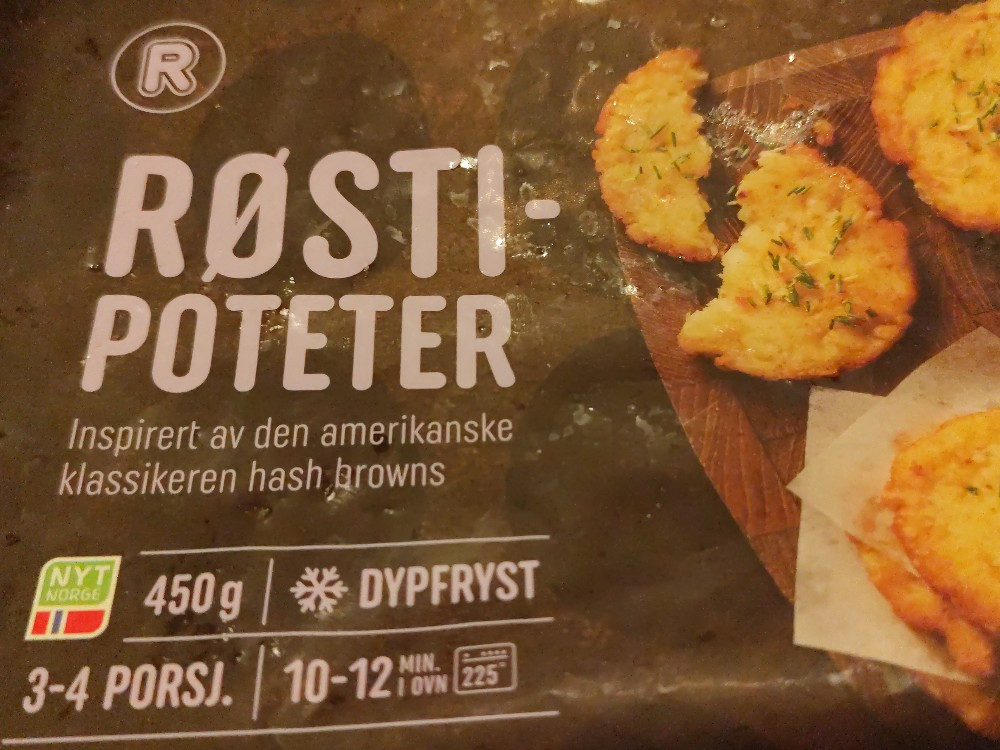 R
RØSTI-
POTETER
Inspirert av den amerikanske
klassikeren hash browns
NYT
NORGE
450g
DYPFRYST
3-4 PORSJ.
10-12 MIN. I OVN
225°